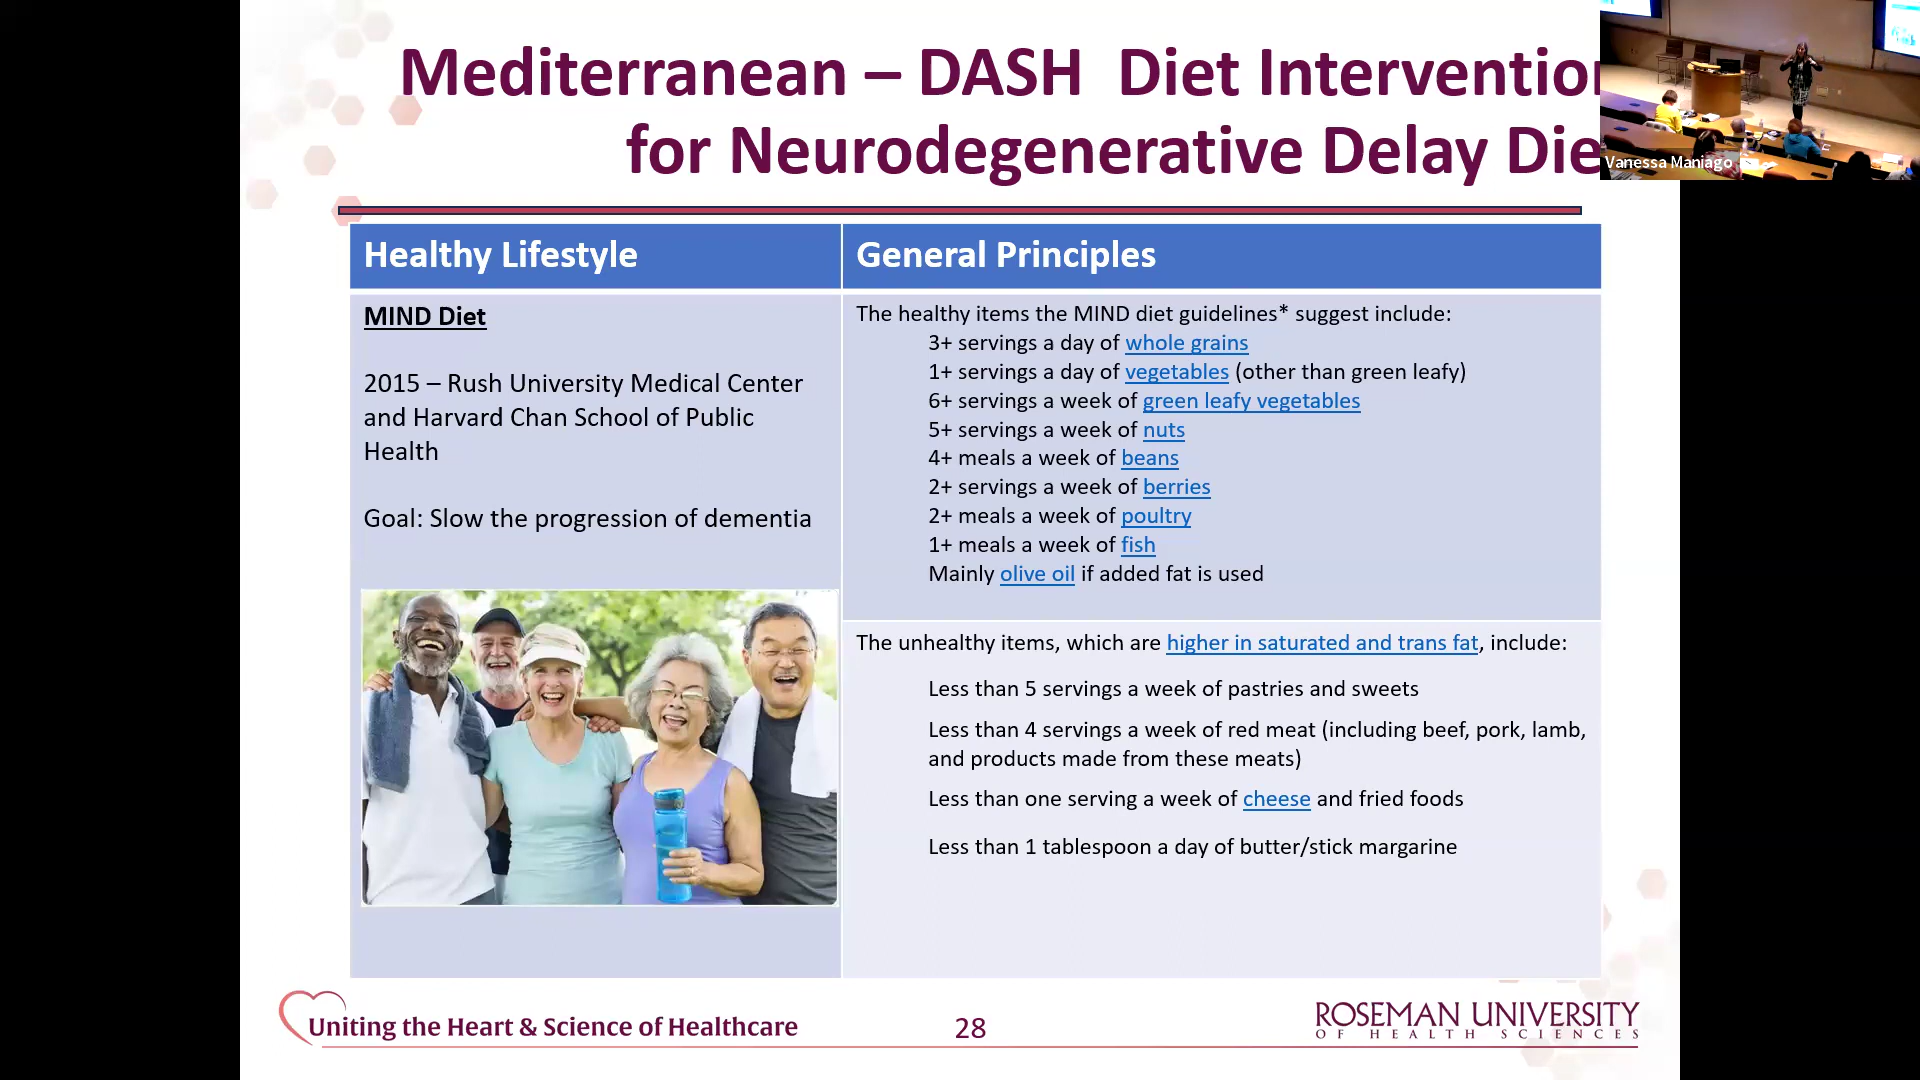 Mediterranean – DASH Diet Intervention
for Neurodegenerative Delay Die
Vanessa Maniago
Healthy Lifestyle
General Principles
MIND Diet
2015 – Rush University Medical Center
and Harvard Chan School of Public
Health
Goal: Slow the progression of dementia
The healthy items the MIND diet guidelines* suggest include:
3+ servings a day of whole grains
1+ servings a day of vegetables (other than green leafy)
6+ servings a week of green leafy vegetables
5+ servings a week of nuts
4+ meals a week of beans
2+ servings a week of berries
2+ meals a week of poultry
1+ meals a week of fish
Mainly olive oil if added fat is used
The unhealthy items, which are higher in saturated and trans fat, include:
Less than 5 servings a week of pastries and sweets
Less than 4 servings a week of red meat (including beef, pork, lamb,
and products made from these meats)
Less than one serving a week of cheese and fried foods
Less than 1 tablespoon a day of butter/stick margarine
Uniting the Heart & Science of Healthcare
28
ROSEMAN UNIVERSITY
OF HEALTH SCIENCES